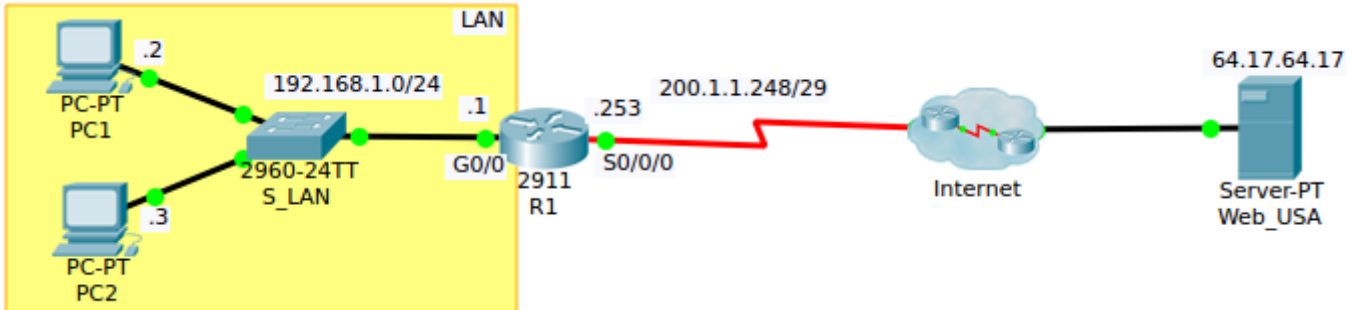 LAN
.2
PC-PT
PC1
192.168.1.0/24
2960-24TT
S_LAN
.3
PC-PT
PC2
.1
G0/0
2911
R1
.253
S0/0/0
200.1.1.248/29
Internet
64.17.64.17
Server-PT
Web_USA